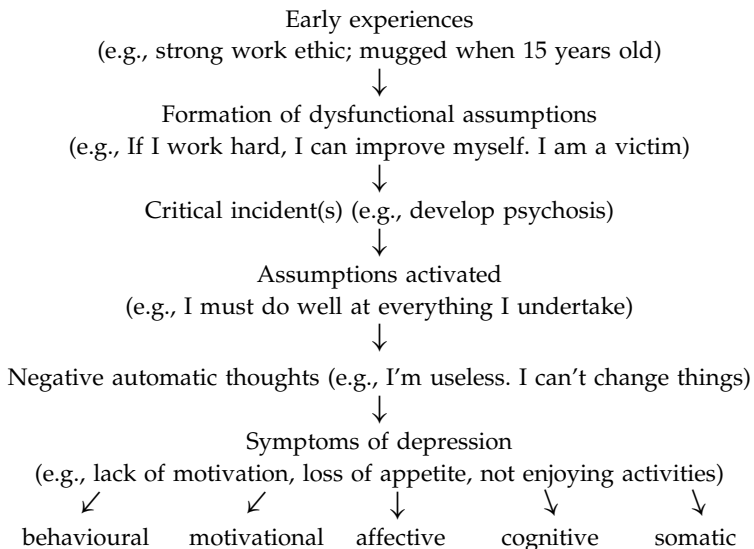 Early experiences
(e.g., strong work ethic; mugged when 15 years old)
Formation of dysfunctional assumptions
(e.g., If I work hard, I can improve myself. I am a victim)
Critical incident(s) (e.g., develop psychosis)
Assumptions activated
(e.g., I must do well at everything I undertake)
Negative automatic thoughts (e.g., I'm useless. I can't change things)
Symptoms of depression
(e.g., lack of motivation, loss of appetite, not enjoying activities)
behavioural motivational affective cognitive somatic